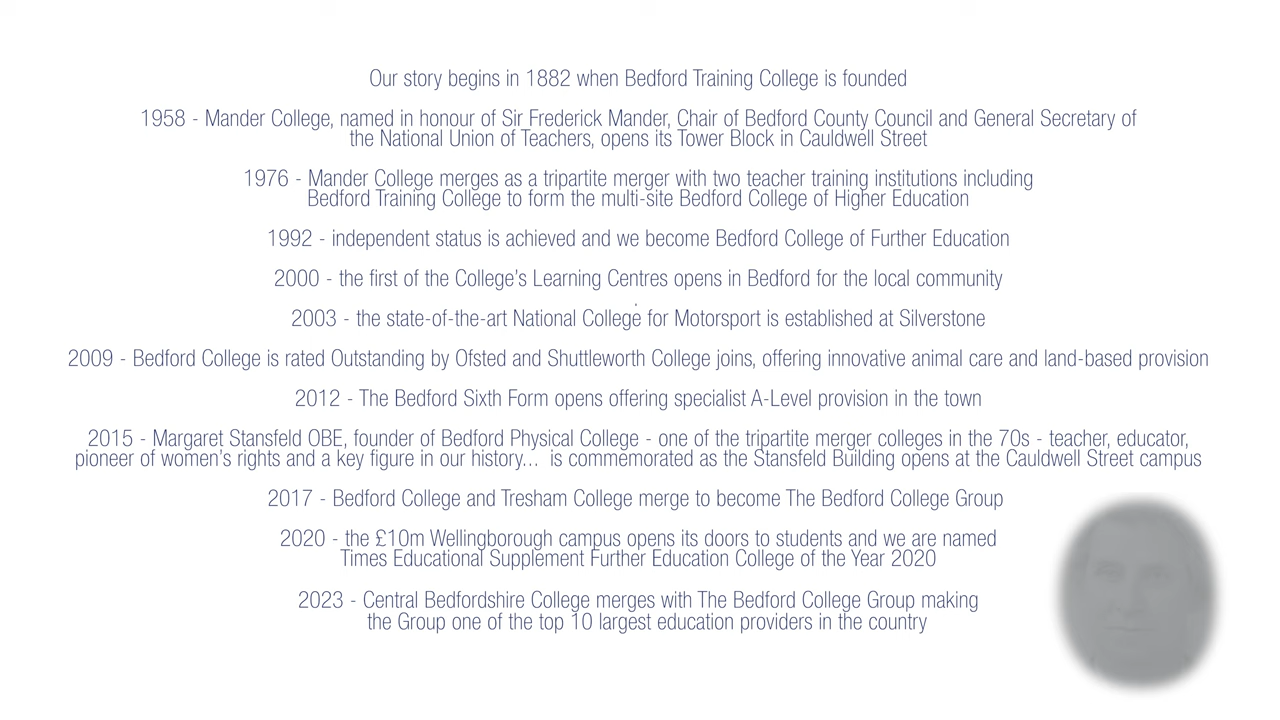 Our story begins in 1882 when Bedford Training College is founded
1958 - Mander College, named in honour of Sir Frederick Mander, Chair of Bedford County Council and General Secretary of
the National Union of Teachers, opens its Tower Block in Cauldwell Street
1976 - Mander College merges as a tripartite merger with two teacher training institutions including
Bedford Training College to form the multi-site Bedford College of Higher Education
1992 - independent status is achieved and we become Bedford College of Further Education
2000 - the first of the College's Learning Centres opens in Bedford for the local community
2003 - the state-of-the-art National College for Motorsport is established at Silverstone
2009 - Bedford College is rated Outstanding by Ofsted and Shuttleworth College joins, offering innovative animal care and land-based provision
2012 - The Bedford Sixth Form opens offering specialist A-Level provision in the town
2015 - Margaret Stansfeld OBE, founder of Bedford Physical College - one of the tripartite merger colleges in the 70s - teacher, educator,
pioneer of women's rights and a key figure in our history...  is commemorated as the Stansfeld Building opens at the Cauldwell Street campus
2017 - Bedford College and Tresham College merge to become The Bedford College Group
2020 - the £10m Wellingborough campus opens its doors to students and we are named
Times Educational Supplement Further Education College of the Year 2020
2023 - Central Bedfordshire College merges with The Bedford College Group making
the Group one of the top 10 largest education providers in the country